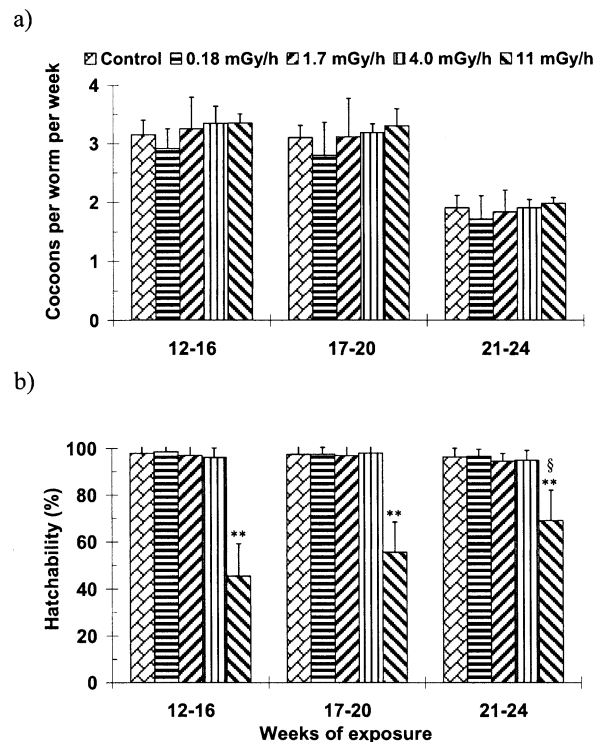 a)
Control 0.18 mGy/h 1.7 mGy/h 4.0 mGy/h 11 mGy/h
Cocoons per worm per week
4
3
2
1
0
12-16 17-20 21-24
b)
Hatchability (%)
100
80
60
40
20
0
**
**
§
**
12-16 17-20 21-24
Weeks of exposure